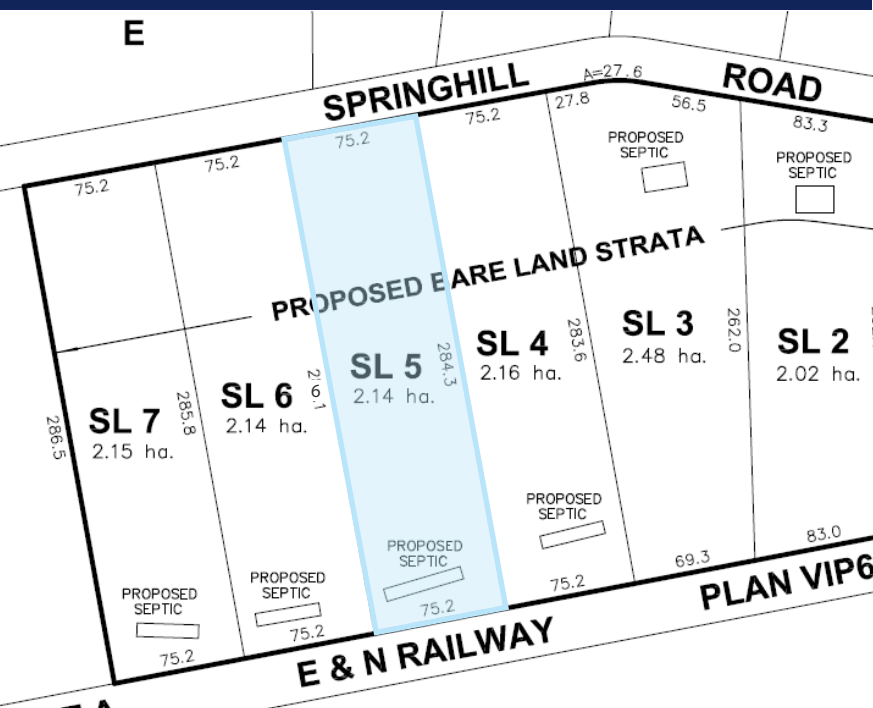 E
SPRINGHILL
ROAD
A=27.6
75.2
75.2
75.2
75.2
27.8
56.5
83.3
PROPOSED
SEPTIC
PROPOSED
SEPTIC
PROPOSED BARE LAND STRATA
SL 7
2.15 ha.
SL 6
2.14 ha.
SL 5
2.14 ha.
SL 4
2.16 ha.
SL 3
2.48 ha.
SL 2
2.02 ha.
286.5
285.8
284.3
283.6
262.0
PROPOSED
SEPTIC
PROPOSED
SEPTIC
PROPOSED
SEPTIC
PROPOSED
SEPTIC
75.2
75.2
75.2
75.2
69.3
83.0
E & N RAILWAY
PLAN VIP6